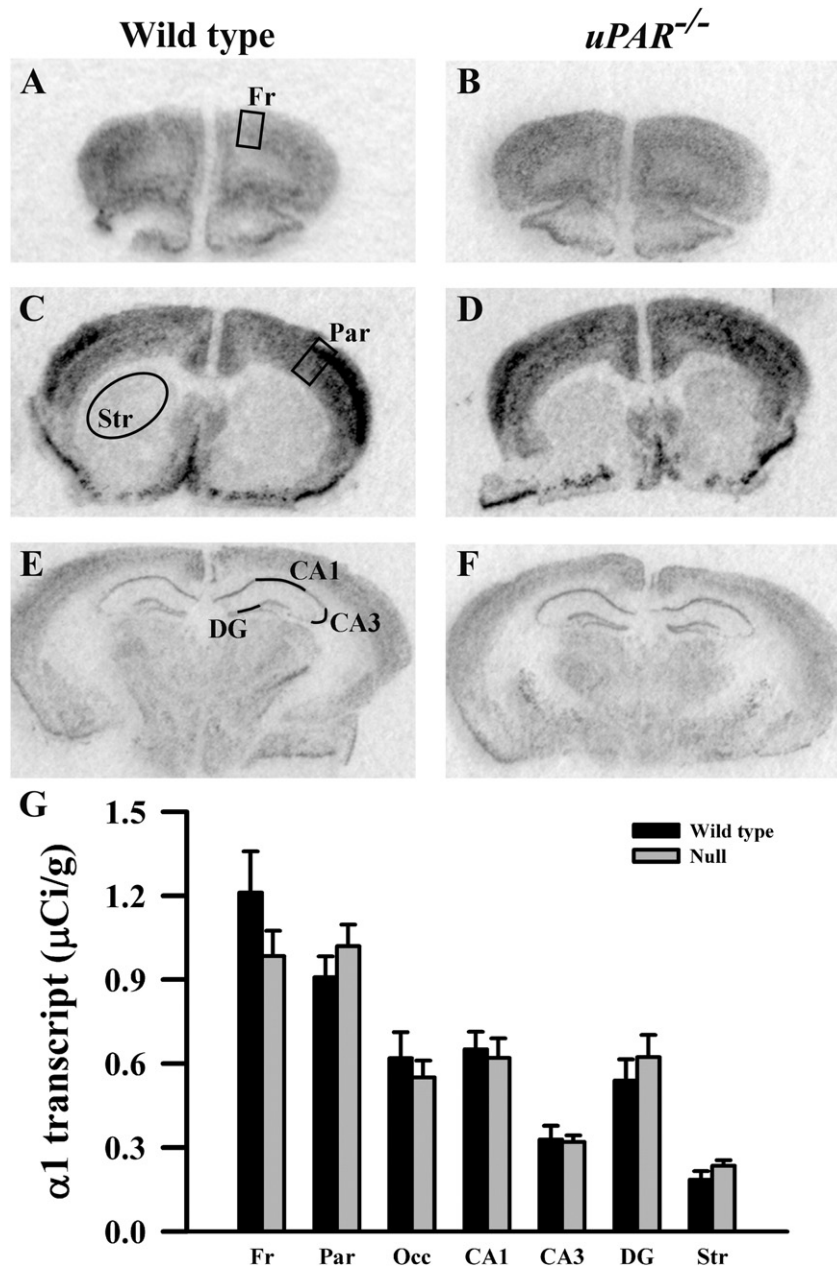 Wild type
uPAR-/-
A
Fr
B
C
Par
Str
D
E
CA1
DG
CA3
F
G
α1 transcript (μCi/g)
1.5
1.2
0.9
0.6
0.3
0.0
Wild type
Null
Fr Par Occ CA1 CA3 DG Str